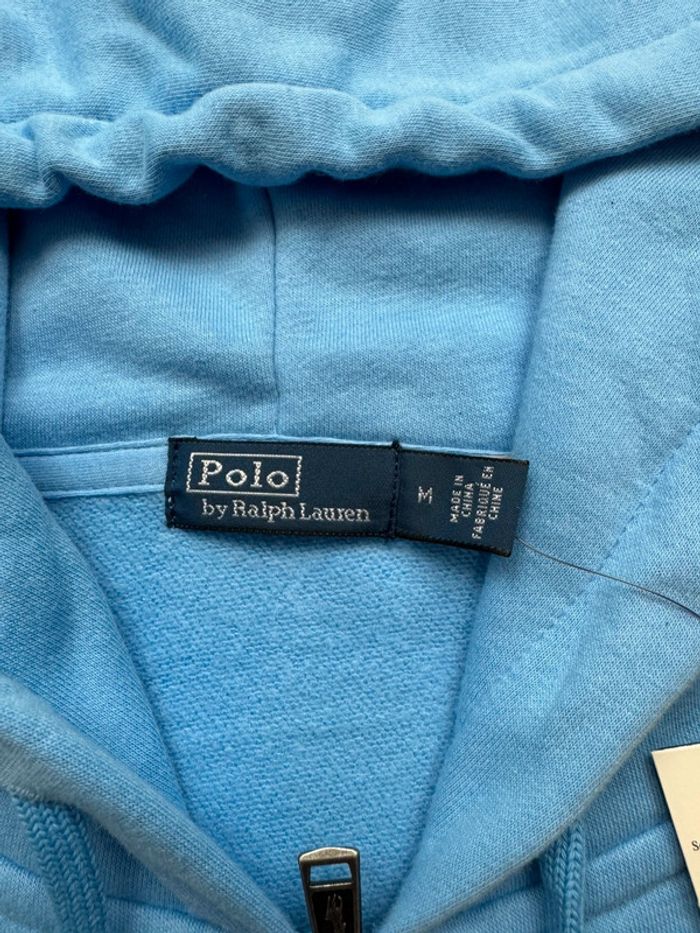 Polo
by Ralph Lauren
M
MADE IN
CHINA
FABRIQUÉ EN
CHINE